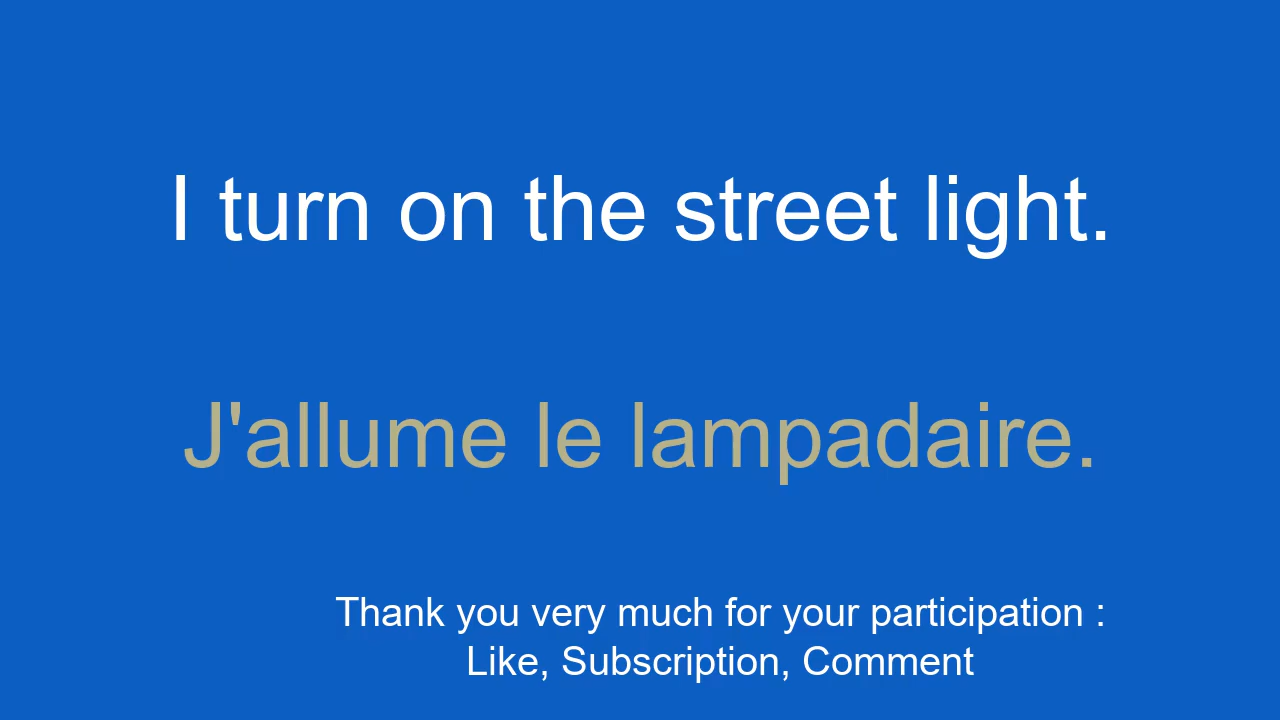 I turn on the street light.
J'allume le lampadaire.
Thank you very much for your participation :
Like, Subscription, Comment